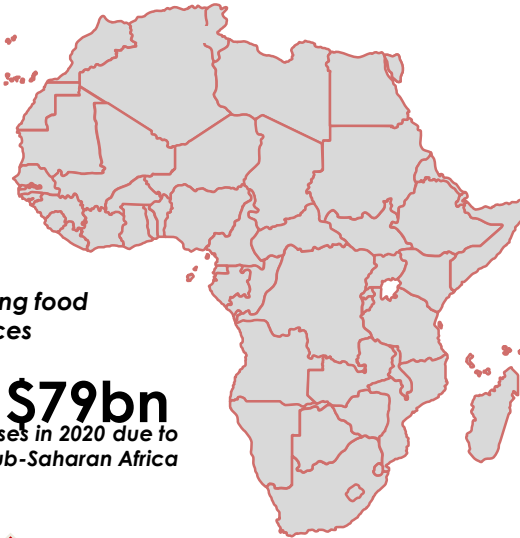 ng food
ces
$79bn
ses in 2020 due to
ub-Saharan Africa